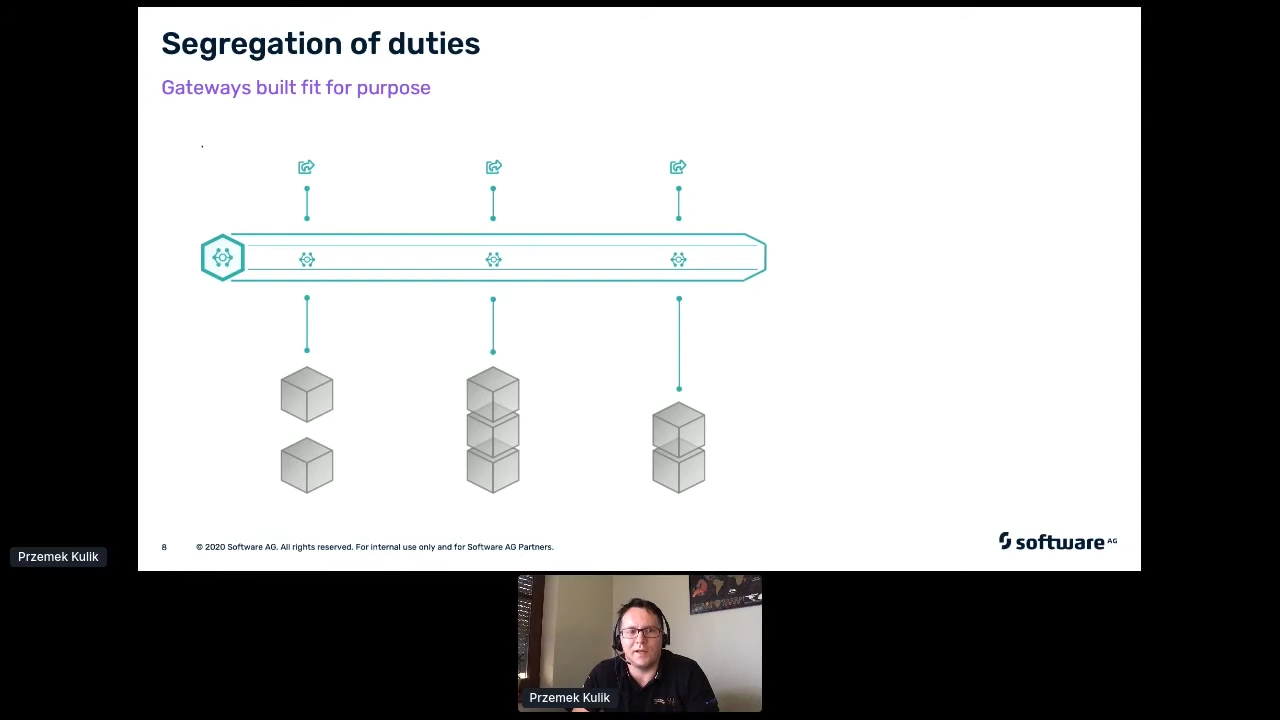 Segregation of duties
Gateways built fit for purpose
8
© 2020 Software AG. All rights reserved. For internal use only and for Software AG Partners.
software AG
Przemek Kulik
Przemek Kulik